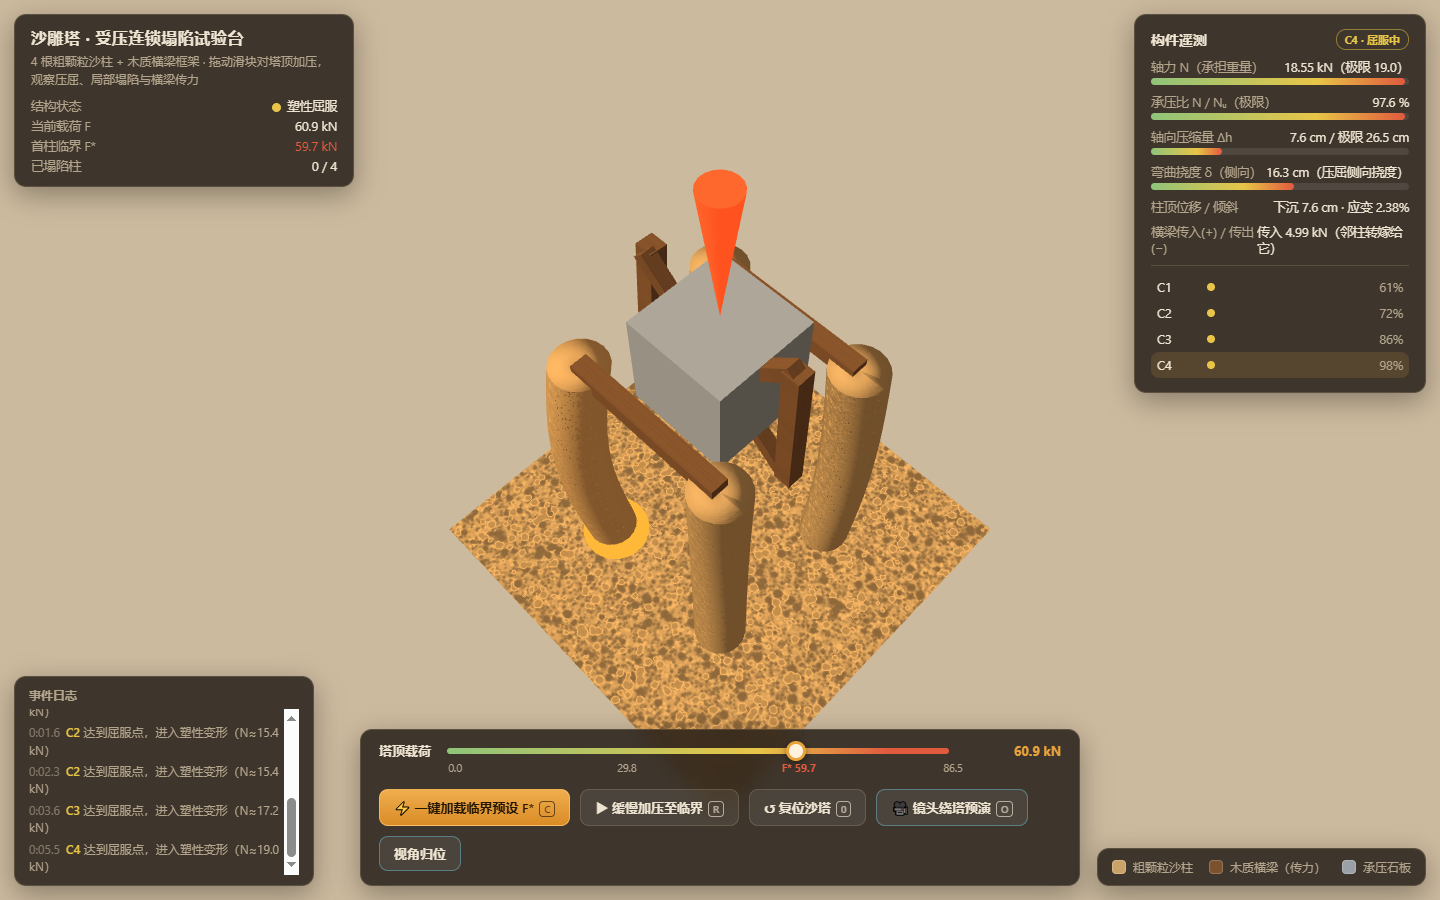 沙雕塔 · 受压连锁塌陷试验台
4 根粗颗粒沙柱 + 木质横梁框架 · 拖动滑块对塔顶加压，
观察压屈、局部塌陷与横梁传力
结构状态 塑性屈服
当前载荷 F 60.9 kN
首柱临界 F* 59.7 kN
已塌陷柱 0 / 4
构件遥测 C4 · 屈服中
轴力 N（承担重量） 18.55 kN（极限 19.0）
承压比 N / Nᵤ（极限） 97.6 %
轴向压缩量 Δh 7.6 cm / 极限 26.5 cm
弯曲挠度 δ（侧向） 16.3 cm（压屈侧向挠度）
柱顶位移 / 倾斜 下沉 7.6 cm · 应变 2.38%
横梁传入(+) / 传出(−) 传入 4.99 kN（邻柱转嫁给
它）
C1 61%
C2 72%
C3 86%
C4 98%
事件日志
kN）
0:01.6 C2 达到屈服点，进入塑性变形（N≈15.4
kN）
0:02.3 C2 达到屈服点，进入塑性变形（N≈15.4
kN）
0:03.6 C3 达到屈服点，进入塑性变形（N≈17.2
kN）
0:05.5 C4 达到屈服点，进入塑性变形（N≈19.0
kN）
塔顶载荷 60.9 kN
0.0 29.8 F* 59.7 86.5
一键加载临界预设 F* C
▶ 缓慢加压至临界 R
↺ 复位沙塔 0
镜头绕塔预演 O
视角归位
粗颗粒沙柱 木质横梁（传力） 承压石板